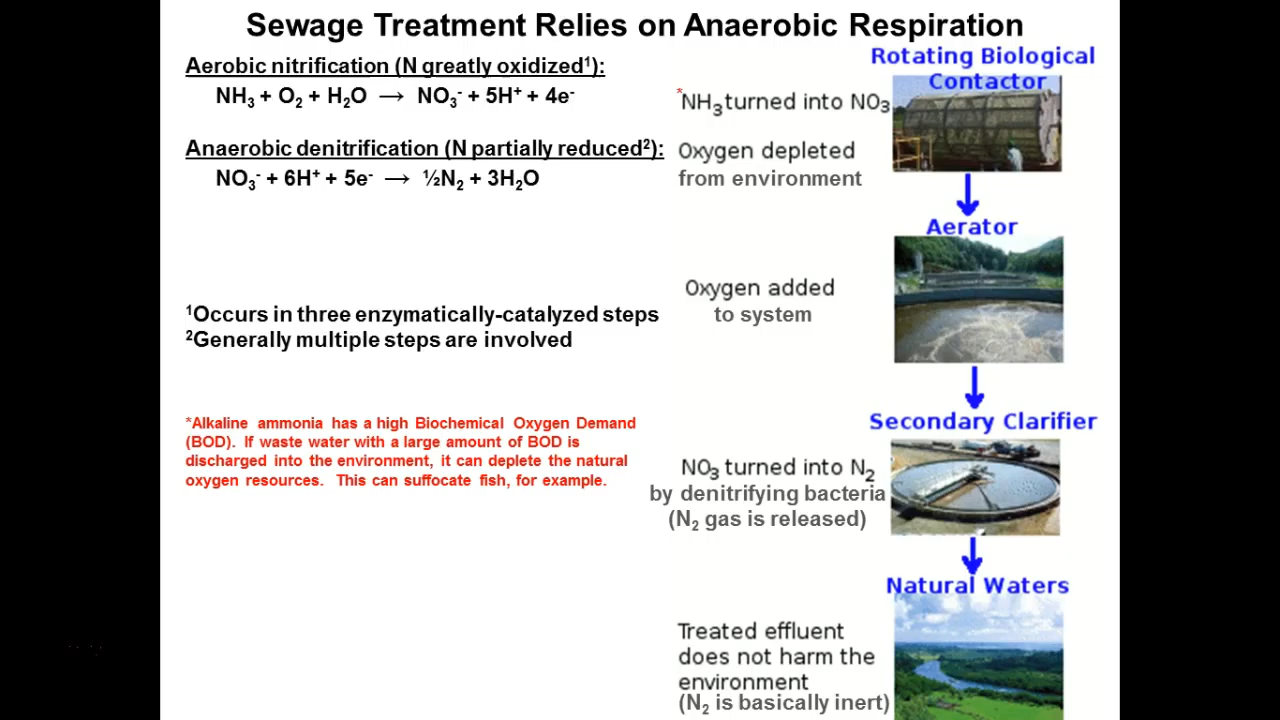 Sewage Treatment Relies on Anaerobic Respiration
Aerobic nitrification (N greatly oxidized¹):
NH₃ + O₂ + H₂O → NO₃⁻ + 5H⁺ + 4e⁻
Anaerobic denitrification (N partially reduced²):
NO₃⁻ + 6H⁺ + 5e⁻ → ½N₂ + 3H₂O
¹Occurs in three enzymatically-catalyzed steps
²Generally multiple steps are involved
*Alkaline ammonia has a high Biochemical Oxygen Demand
(BOD). If waste water with a large amount of BOD is
discharged into the environment, it can deplete the natural
oxygen resources. This can suffocate fish, for example.
Rotating Biological
Contactor
*NH₃ turned into NO₃
Oxygen depleted
from environment
Aerator
Oxygen added
to system
Secondary Clarifier
NO₃ turned into N₂
by denitrifying bacteria
(N₂ gas is released)
Natural Waters
Treated effluent
does not harm the
environment
(N₂ is basically inert)